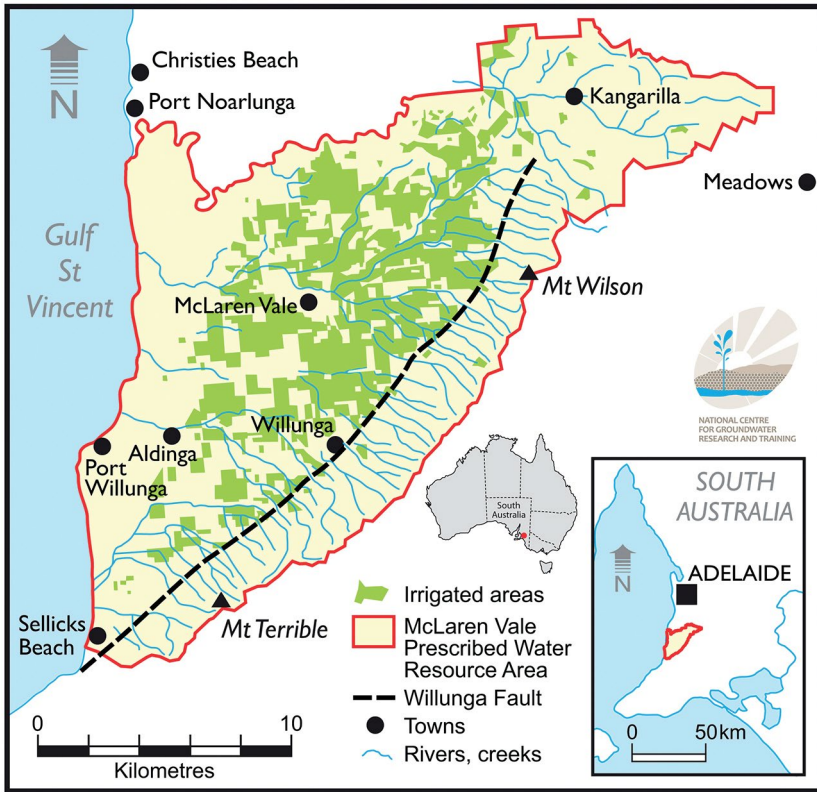 N
Christies Beach
Port Noarlunga
Kangarilla
Meadows
Gulf
St
Vincent
Mt Wilson
McLaren Vale
NATIONAL CENTRE
FOR GROUNDWATER
RESEARCH AND TRAINING
Willunga
Aldinga
Port
Willunga
South
Australia
SOUTH
AUSTRALIA
N
ADELAIDE
Sellicks
Beach
Mt Terrible
Irrigated areas
McLaren Vale
Prescribed Water
Resource Area
Willunga Fault
Towns
Rivers, creeks
0 10
Kilometres
0 50km